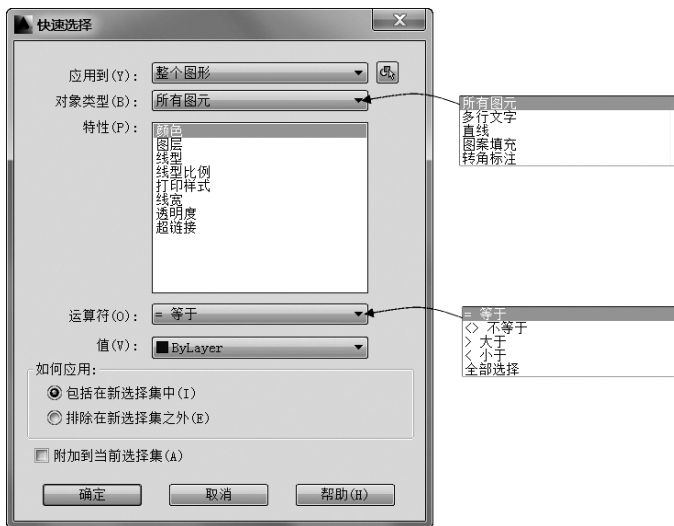 快速选择
应用到(Y): 整个图形
对象类型(B): 所有图元
特性(P):
颜色
图层
线型
线型比例
打印样式
线宽
透明度
超链接
运算符(O): = 等于
值(V): ByLayer
如何应用:
包括在新选择集中(I)
排除在新选择集之外(E)
附加到当前选择集(A)
确定 取消 帮助(H)
所有图元
多行文字
直线
图案填充
转角标注
= 等于
<> 不等于
> 大于
< 小于
全部选择